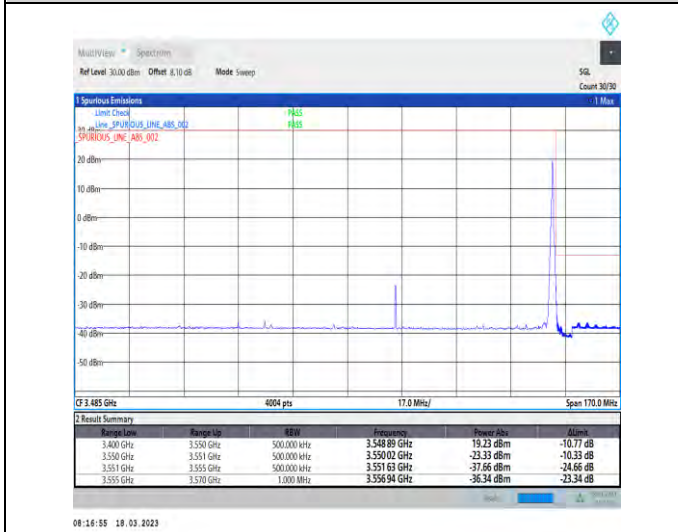 MultiView Spectrum
Ref Level 30.00 dBm Offset 8.10 dB Mode Sweep SGL
Count 30/30
1 Spurious Emissions 1 Max
Limit Check PASS
Line _SPURIOUS_LINE_ABS_002 PASS
_SPURIOUS_LINE_ABS_002
20 dBm
10 dBm
0 dBm
-10 dBm
-20 dBm
-30 dBm
-40 dBm
-50 dBm
CF 3.485 GHz 4004 pts 17.0 MHz/ Span 170.0 MHz
2 Result Summary
Range Low Range Up RBW Frequency Power Abs ΔLimit
3.400 GHz 3.550 GHz 500.000 kHz 3.548 89 GHz 19.23 dBm -10.77 dB
3.550 GHz 3.551 GHz 500.000 kHz 3.550 02 GHz -23.33 dBm -10.33 dB
3.551 GHz 3.555 GHz 500.000 kHz 3.551 63 GHz -37.66 dBm -24.66 dB
3.555 GHz 3.570 GHz 1.000 MHz 3.556 94 GHz -36.34 dBm -23.34 dB
08:16:55 18.03.2023